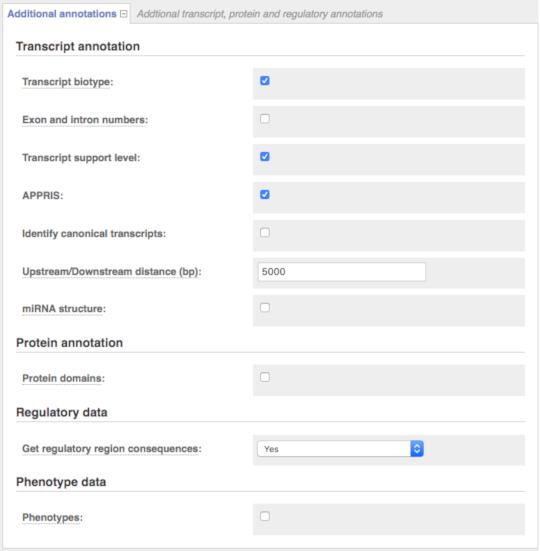 Additional annotations Addtional transcript, protein and regulatory annotations
Transcript annotation
Transcript biotype:
Exon and intron numbers:
Transcript support level:
APPRIS:
Identify canonical transcripts:
Upstream/Downstream distance (bp): 5000
miRNA structure:
Protein annotation
Protein domains:
Regulatory data
Get regulatory region consequences: Yes
Phenotype data
Phenotypes: